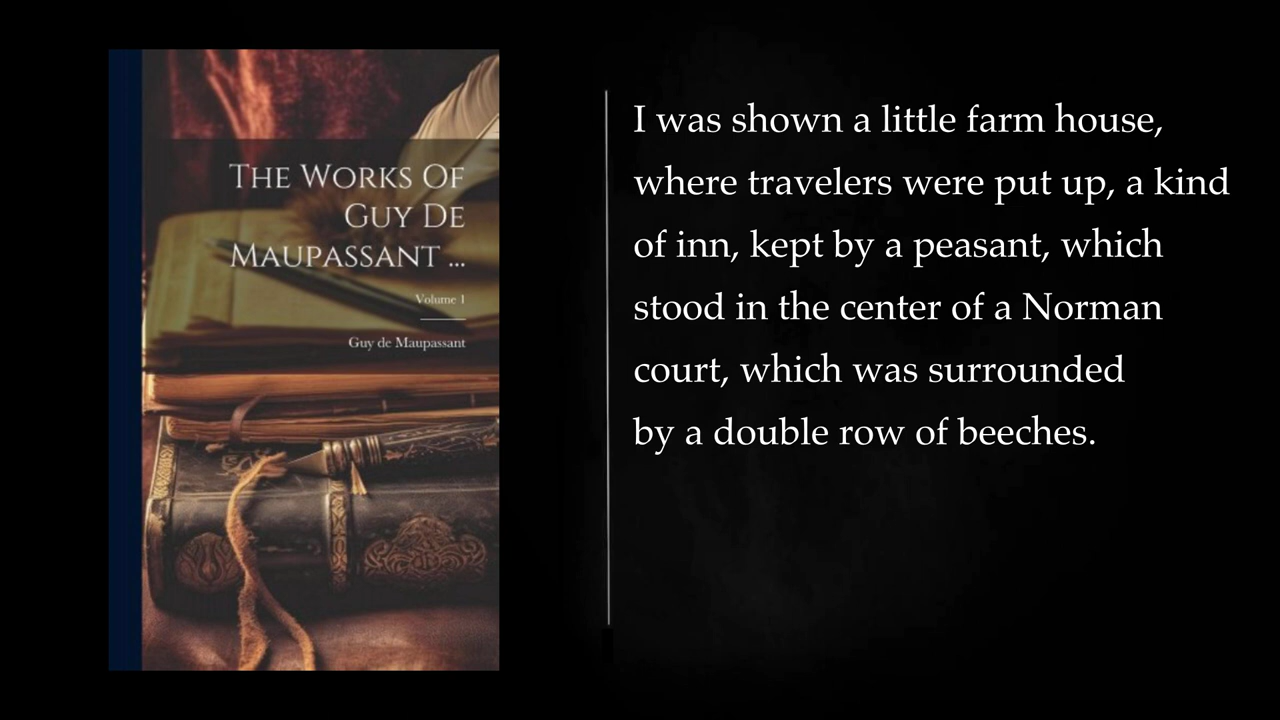 The Works Of
Guy De
Maupassant ...
Volume 1
Guy de Maupassant
I was shown a little farm house,
where travelers were put up, a kind
of inn, kept by a peasant, which
stood in the center of a Norman
court, which was surrounded
by a double row of beeches.